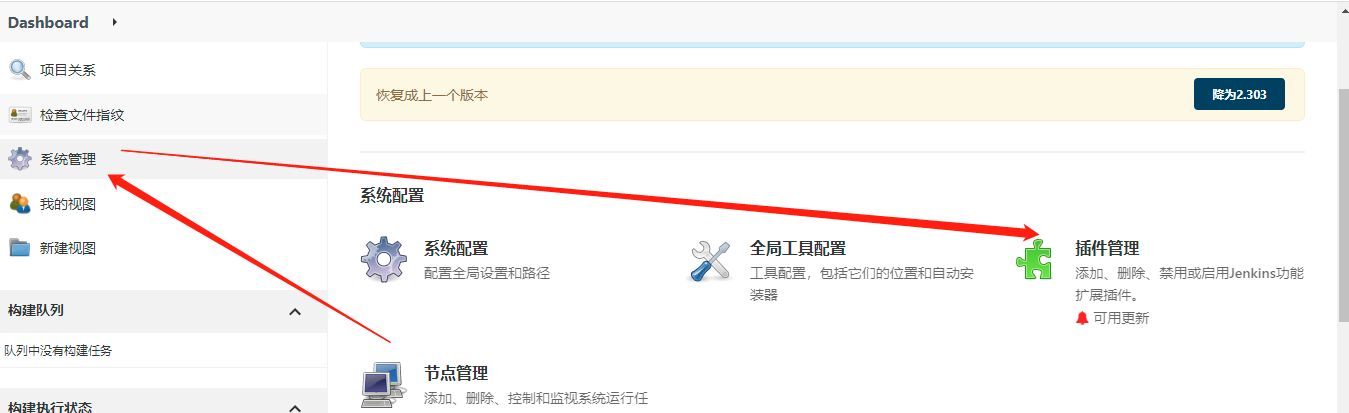 Dashboard
项目关系
检查文件指纹
系统管理
我的视图
新建视图
构建队列
队列中没有构建任务
构建执行状态
恢复成上一个版本
降为2.303
系统配置
系统配置
配置全局设置和路径
全局工具配置
工具配置，包括它们的位置和自动安
装器
插件管理
添加、删除、禁用或启用Jenkins功能
扩展插件。
可用更新
节点管理
添加、删除、控制和监视系统运行任